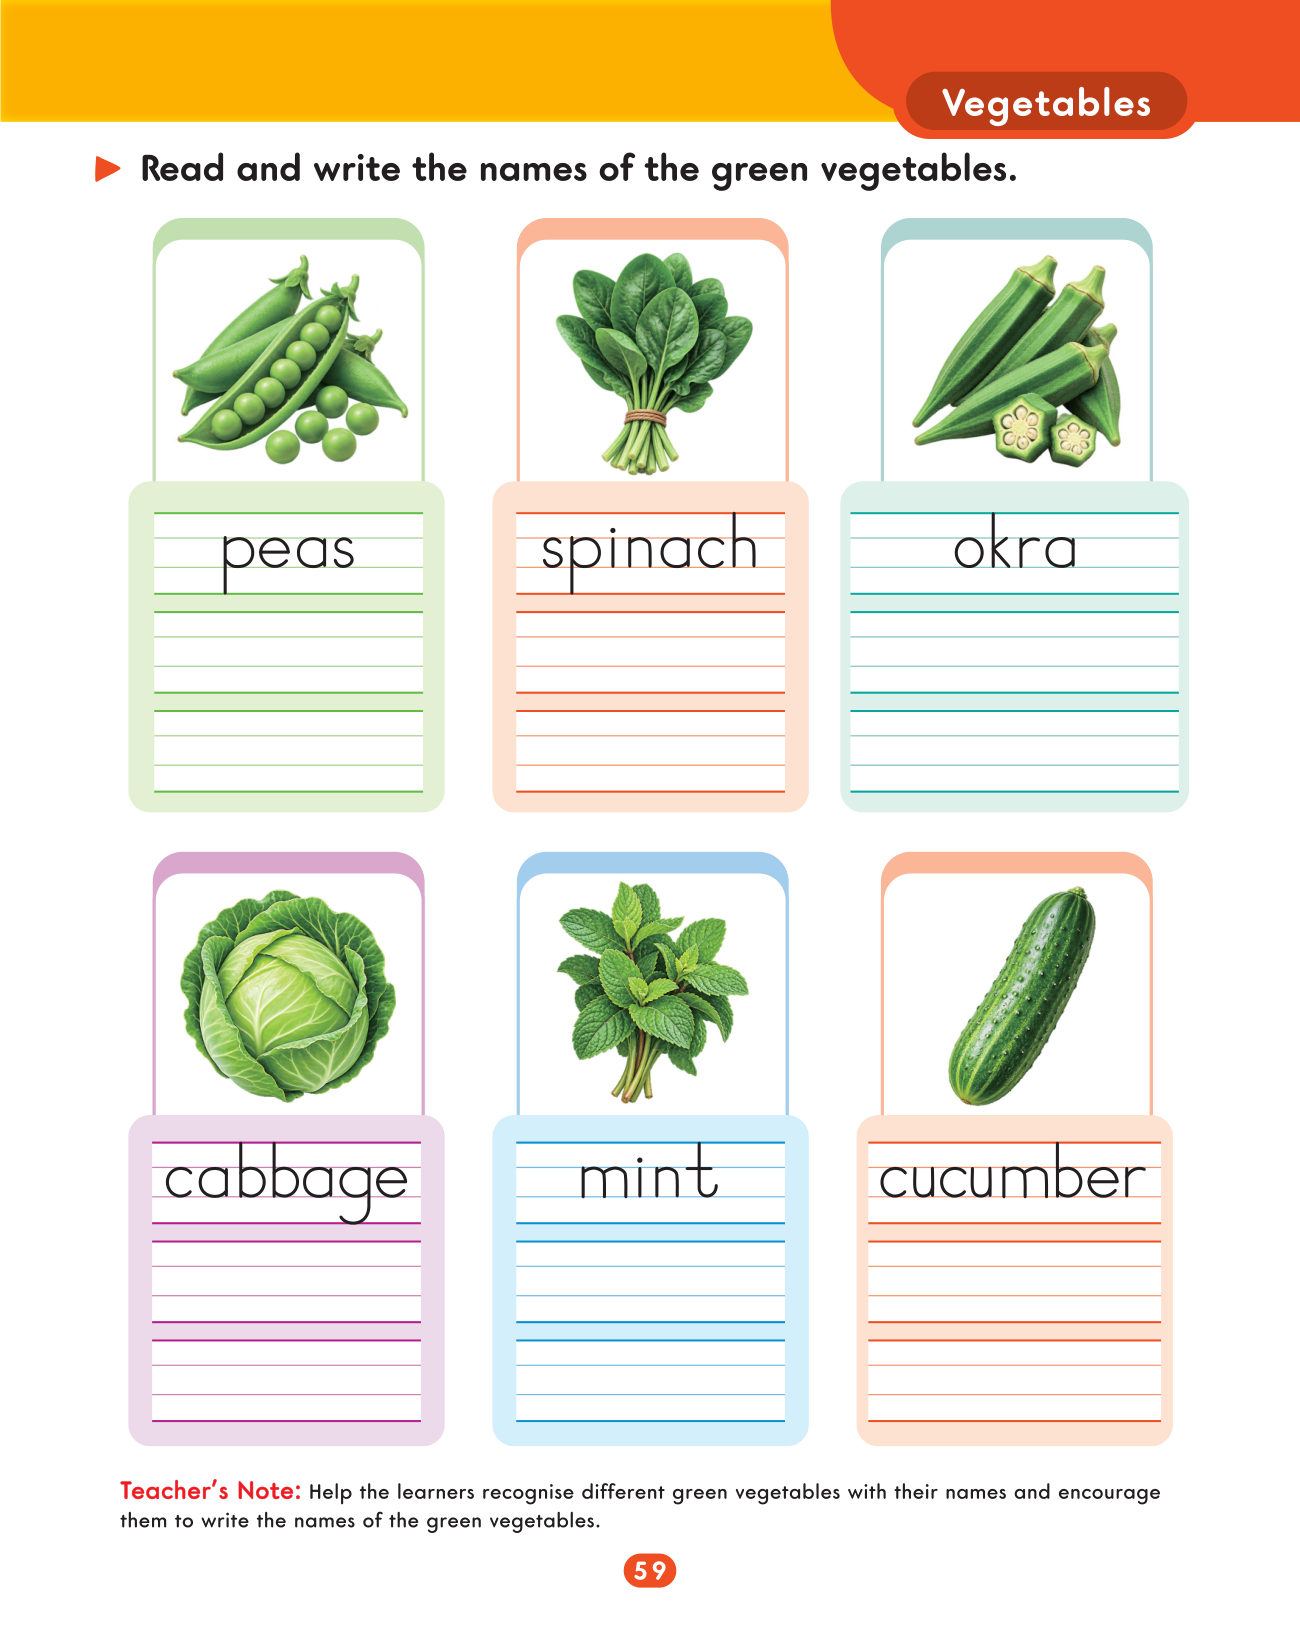 Vegetables
Read and write the names of the green vegetables.
peas
spinach
okra
cabbage
mint
cucumber
Teacher's Note: Help the learners recognise different green vegetables with their names and encourage
them to write the names of the green vegetables.
59